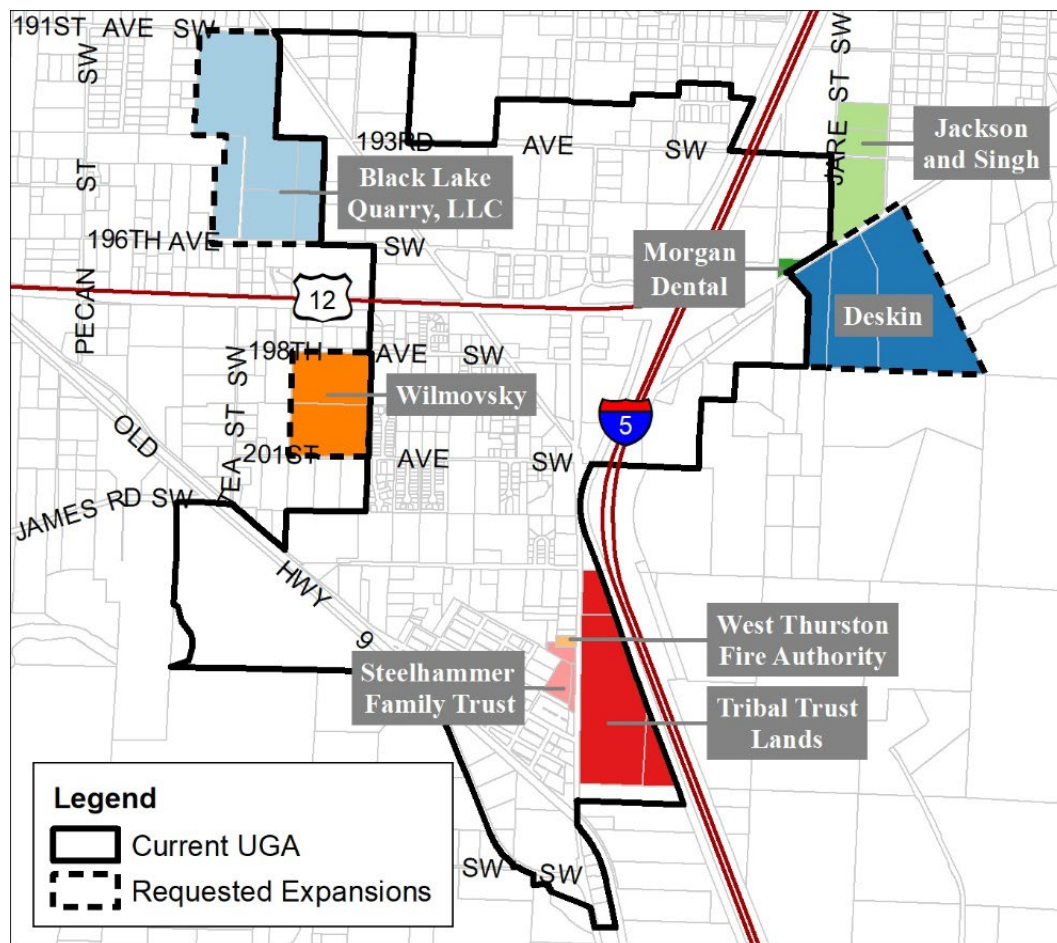 191ST AVE SW
SW
ST
PECAN
193RD AVE SW
JARE ST SW
Jackson
and Singh
Black Lake
Quarry, LLC
196TH AVE SW
Morgan
Dental
12
Deskin
198TH AVE SW
Wilmovsky
TEA ST SW
5
201ST AVE SW
OLD HWY 9
JAMES RD SW
West Thurston
Fire Authority
Steelhammer
Family Trust
Tribal Trust
Lands
SW SW
Legend
Current UGA
Requested Expansions